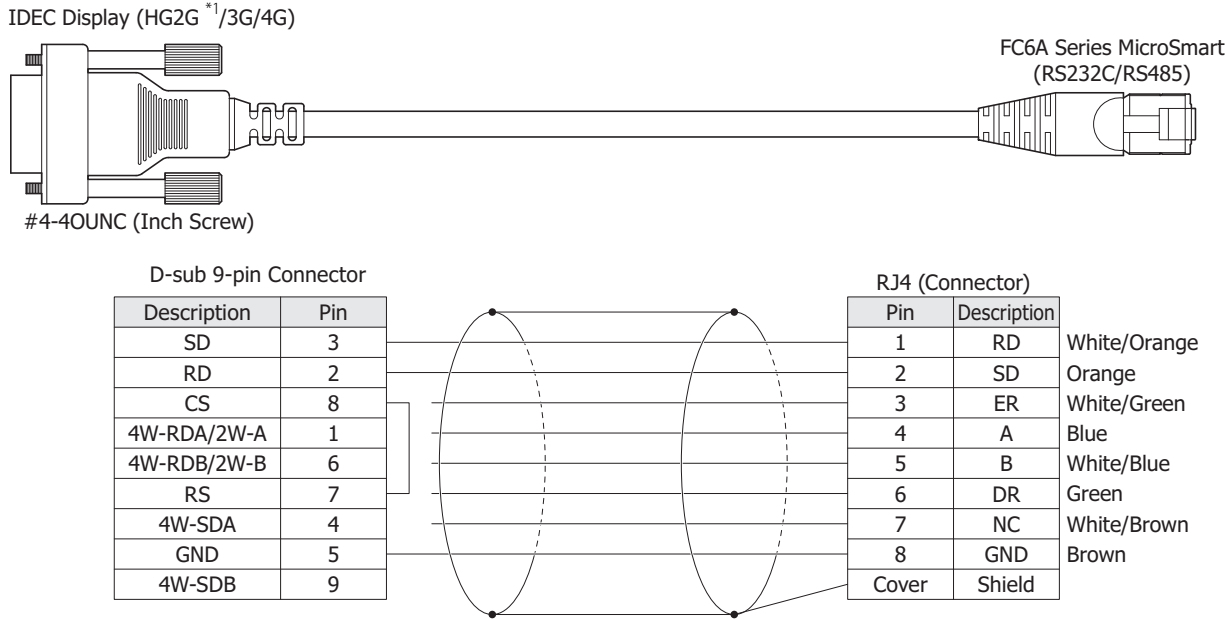 IDEC Display (HG2G *1/3G/4G)
FC6A Series MicroSmart
(RS232C/RS485)
#4-4OUNC (Inch Screw)
D-sub 9-pin Connector
RJ4 (Connector)
Description Pin Pin Description
SD 3 1 RD White/Orange
RD 2 2 SD Orange
CS 8 3 ER White/Green
4W-RDA/2W-A 1 4 A Blue
4W-RDB/2W-B 6 5 B White/Blue
RS 7 6 DR Green
4W-SDA 4 7 NC White/Brown
GND 5 8 GND Brown
4W-SDB 9 Cover Shield